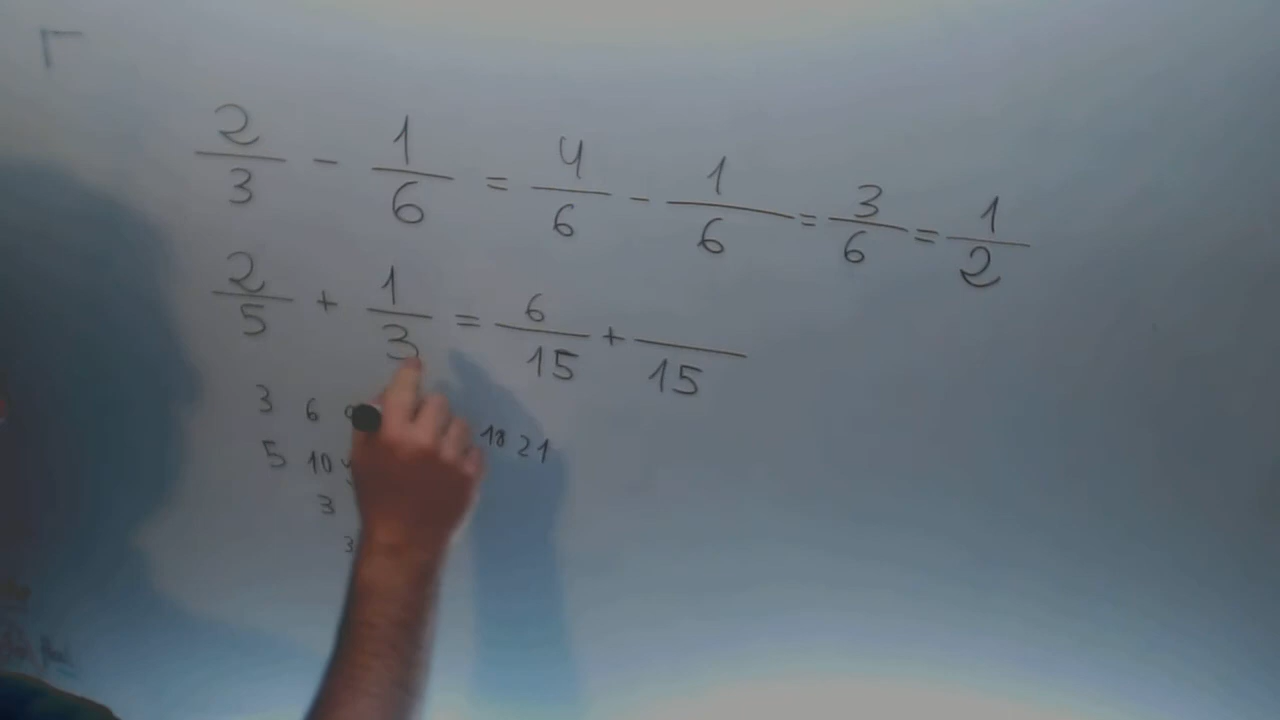 2/3 - 1/6 = 4/6 - 1/6 = 3/6 = 1/2
2/5 + 1/3 = 6/15 + /15
3 6 18 21
5 10
3
3